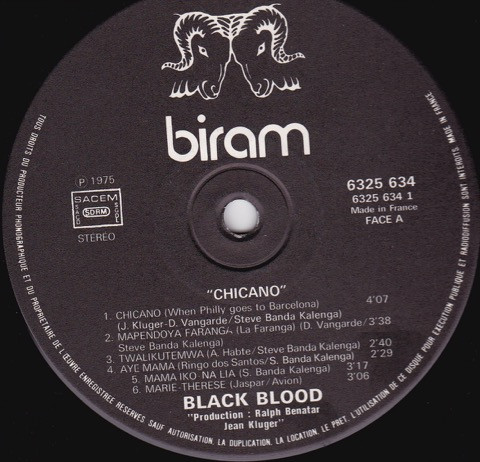 biram
℗ 1975
SACEM
SACD SDRM SGDL
STEREO
6325 634
6325 634 1
Made in France
FACE A
"CHICANO"
1. CHICANO (When Philly goes to Barcelona) 4'07
(J. Kluger-D. Vangarde/Steve Banda Kalenga)
2. MAPENDOYA FARANGA (La Faranga) (D. Vangarde/ 3'38
Steve Banda Kalenga)
3. TWALIKUTEMWA (A. Habte/Steve Banda Kalenga) 2'40
4. AYE MAMA (Ringo dos Santos/S. Banda Kalenga) 2'29
5. MAMA IKO NA LIA (S. Banda Kalenga) 3'17
6. MARIE-THERESE (Jaspar/Avion) 3'06
BLACK BLOOD
"Production : Ralph Benatar
Jean Kluger"
TOUS DROITS DU PRODUCTEUR PHONOGRAPHIQUE ET DU PROPRIETAIRE DE L'ŒUVRE ENREGISTREE RESERVES SAUF AUTORISATION. LA DUPLICATION, LA LOCATION, LE PRET, L'UTILISATION DE CE DISQUE POUR EXECUTION PUBLIQUE ET RADIODIFFUSION SONT INTERDITS MADE IN FRANCE.